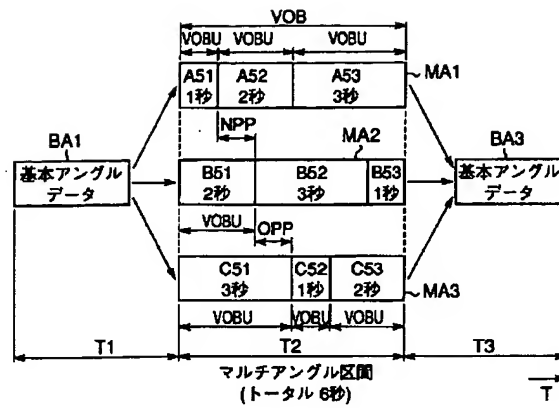 VOB
VOBU VOBU VOBU
A51 A52 A53
1秒 2秒 3秒
MA1
NPP
MA2
BA1
基本アングル
データ
B51 B52 B53
2秒 3秒 1秒
BA3
基本アングル
データ
VOBU
OPP
C51 C52 C53
3秒 1秒 2秒
MA3
VOBU VOBU VOBU
T1 T2 T3
マルチアングル区間
(トータル 6秒)
T